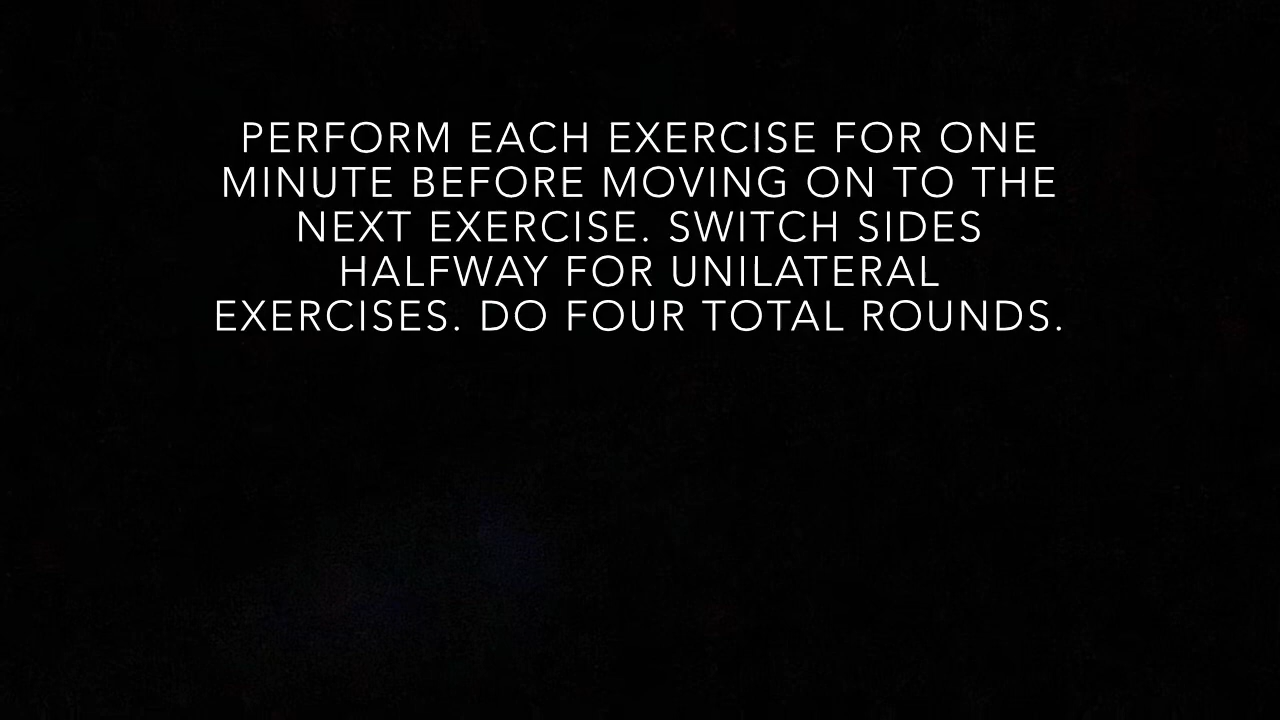 PERFORM EACH EXERCISE FOR ONE
MINUTE BEFORE MOVING ON TO THE
NEXT EXERCISE. SWITCH SIDES
HALFWAY FOR UNILATERAL
EXERCISES. DO FOUR TOTAL ROUNDS.